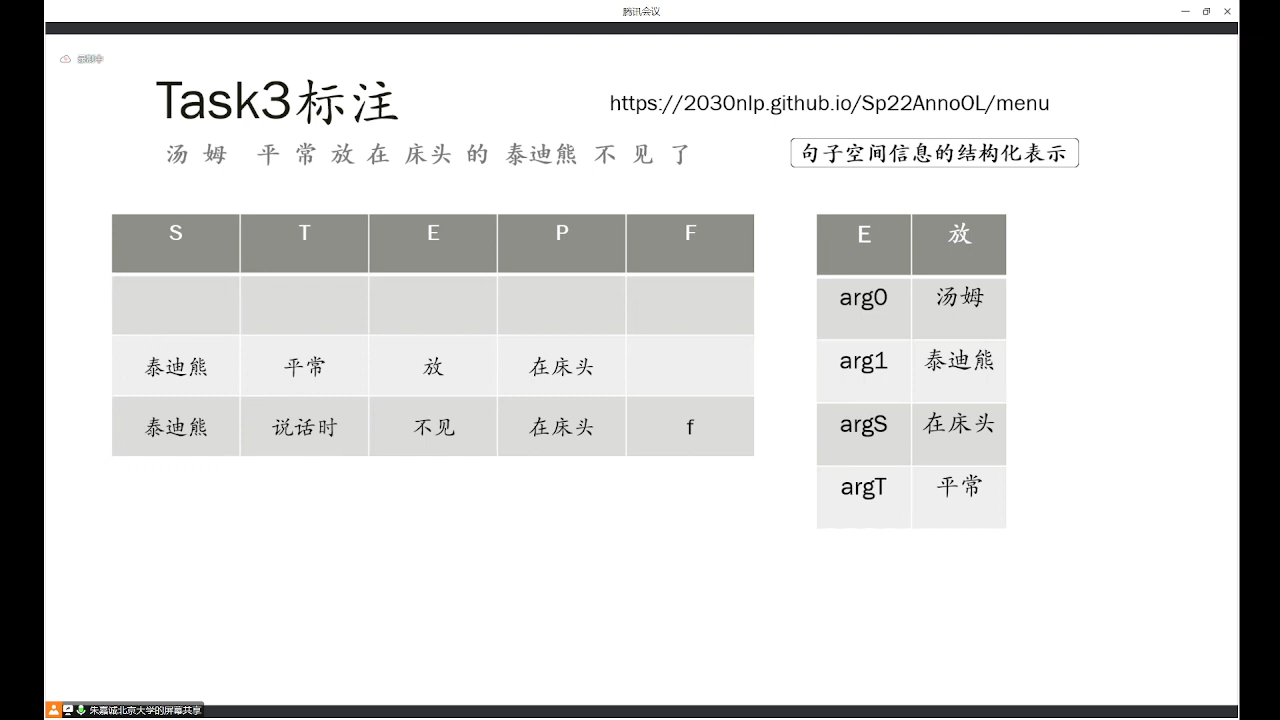 腾讯会议
录制中
Task3标注
https://2030nlp.github.io/Sp22AnnoOL/menu
汤 姆 平 常 放 在 床头 的 泰迪熊 不 见 了
句子空间信息的结构化表示
S T E P F
泰迪熊 平常 放 在床头
泰迪熊 说话时 不见 在床头 f
E 放
arg0 汤姆
arg1 泰迪熊
argS 在床头
argT 平常
朱嘉诚北京大学的屏幕共享